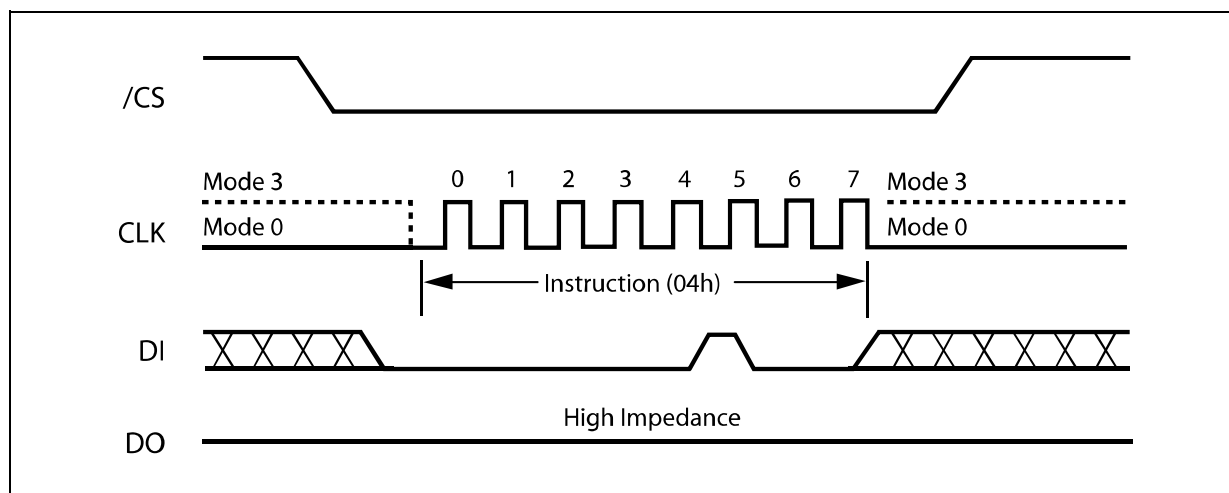 /CS
Mode 3
0 1 2 3 4 5 6 7
Mode 3
CLK
Mode 0
Mode 0
Instruction (04h)
DI
High Impedance
DO